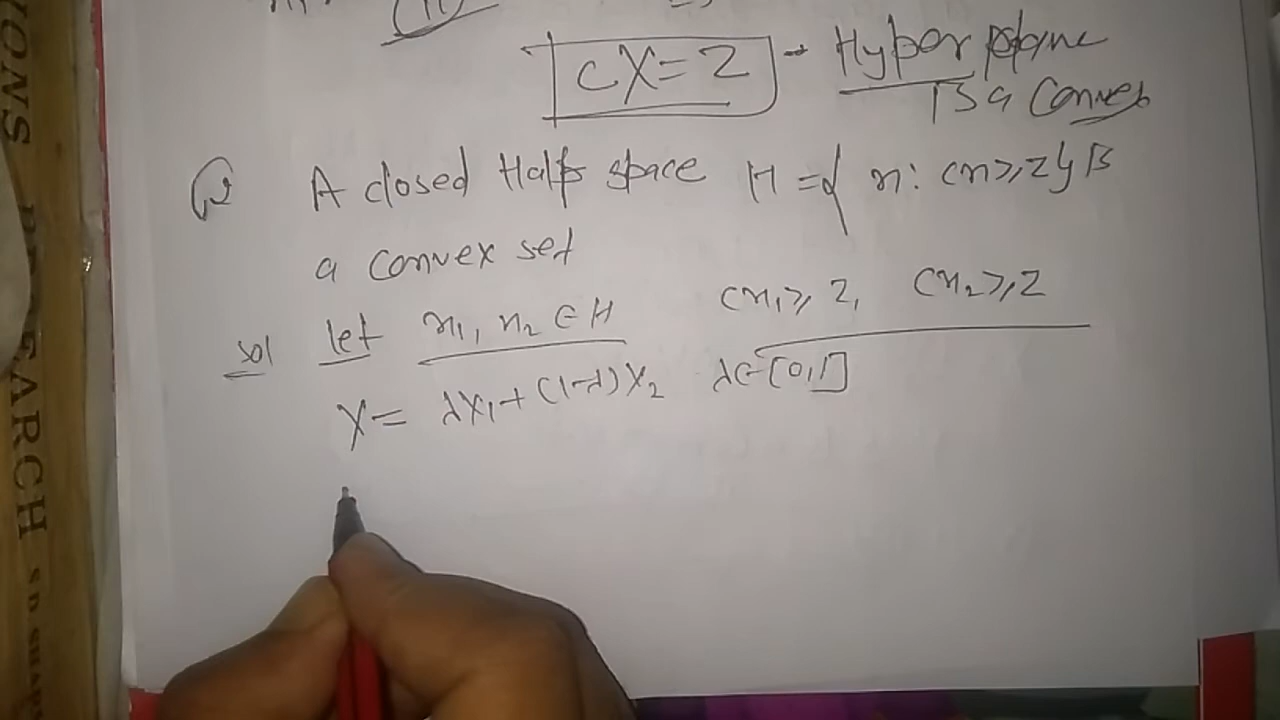 CX = Z → Hyper plane
is a Convex
Q A closed Half space H = { x : cx ≥ z } is
a convex set
sol let x₁, x₂ ∈ H cx₁ ≥ z, cx₂ ≥ z
X = λX₁ + (1-λ)X₂ λ ∈ [0,1]